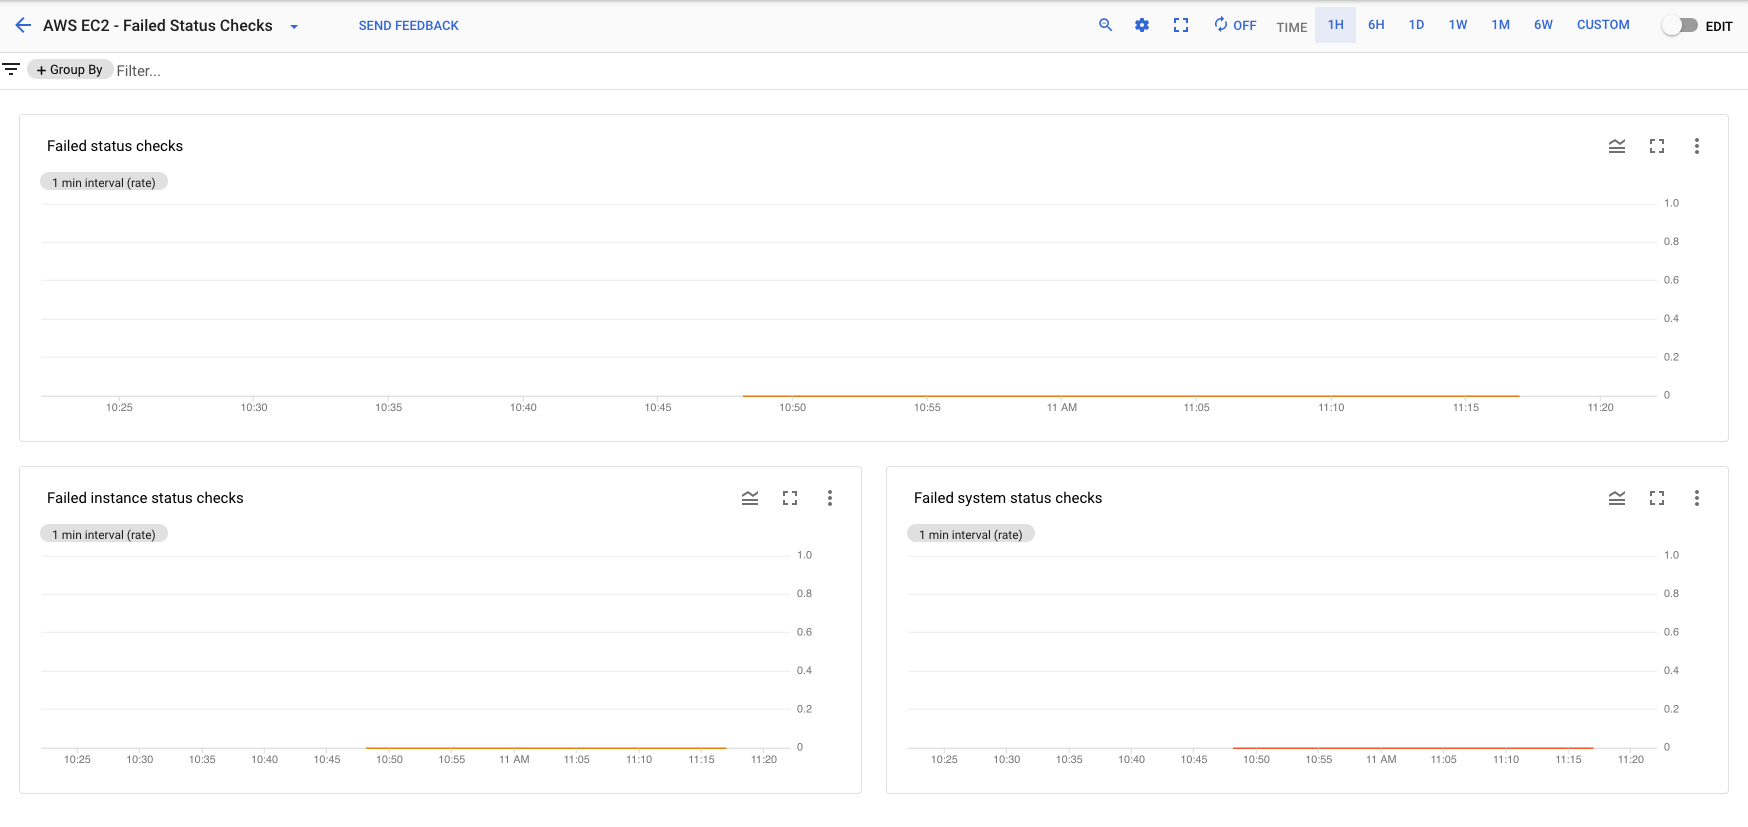 AWS EC2 - Failed Status Checks SEND FEEDBACK OFF TIME 1H 6H 1D 1W 1M 6W CUSTOM EDIT
+ Group By Filter...
Failed status checks
1 min interval (rate)
1.0
0.8
0.6
0.4
0.2
0
10:25 10:30 10:35 10:40 10:45 10:50 10:55 11 AM 11:05 11:10 11:15 11:20
Failed instance status checks
1 min interval (rate)
1.0
0.8
0.6
0.4
0.2
0
10:25 10:30 10:35 10:40 10:45 10:50 10:55 11 AM 11:05 11:10 11:15 11:20
Failed system status checks
1 min interval (rate)
1.0
0.8
0.6
0.4
0.2
0
10:25 10:30 10:35 10:40 10:45 10:50 10:55 11 AM 11:05 11:10 11:15 11:20